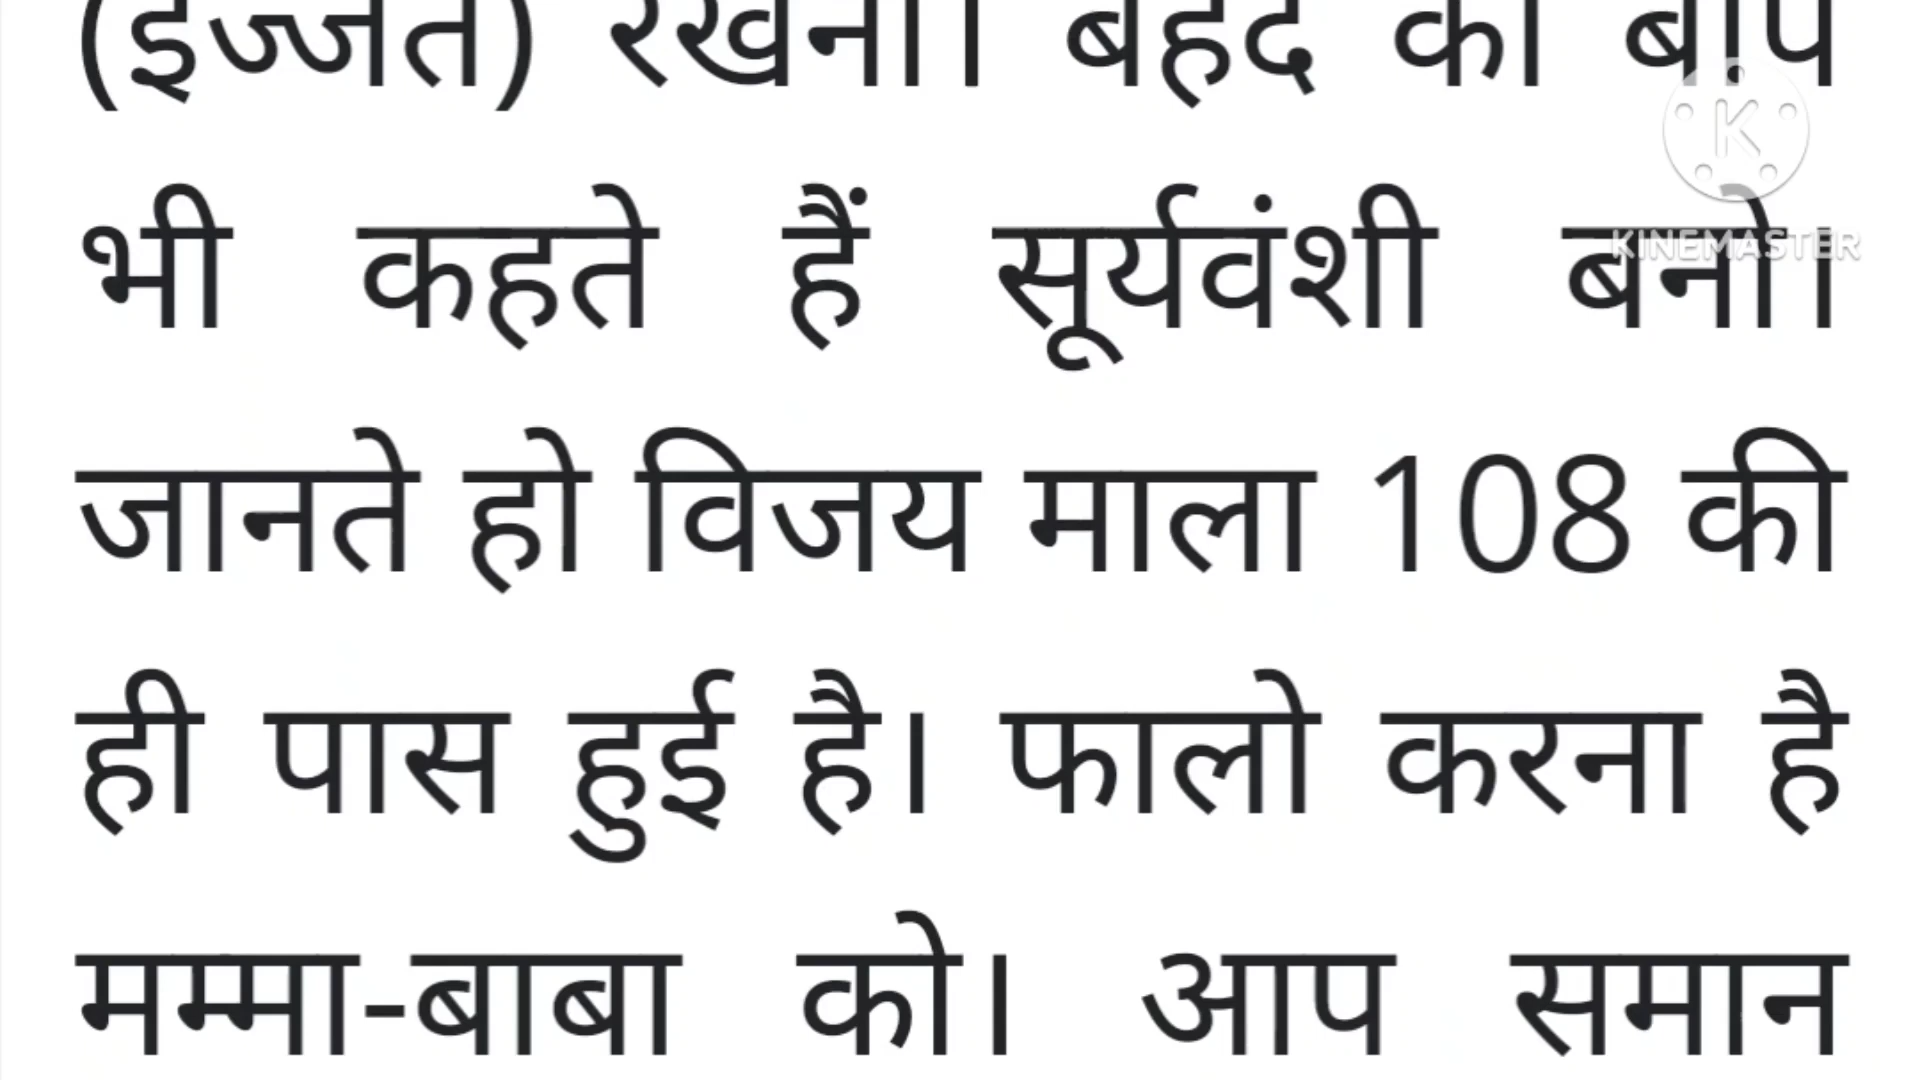 (इज्जत) रखना। बेहद का बाप
भी कहते हैं सूर्यवंशी बनो।
जानते हो विजय माला 108 की
ही पास हुई है। फालो करना है
मम्मा-बाबा को। आप समान
K
KINEMASTER